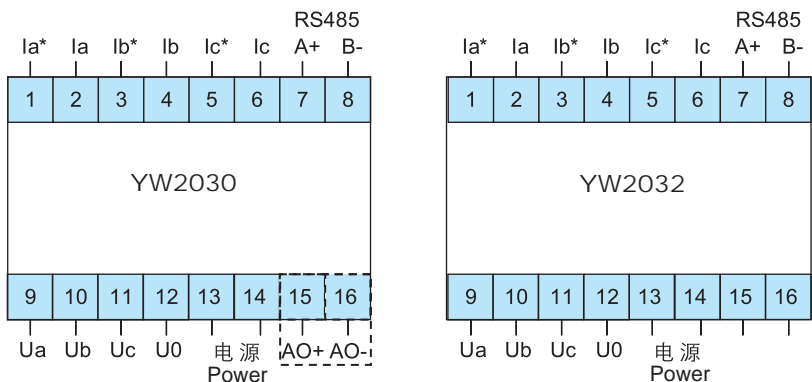 RS485 RS485
Ia* Ia Ib* Ib Ic* Ic A+ B- Ia* Ia Ib* Ib Ic* Ic A+ B-
1 2 3 4 5 6 7 8 1 2 3 4 5 6 7 8
YW2030 YW2032
9 10 11 12 13 14 15 16 9 10 11 12 13 14 15 16
Ua Ub Uc U0 电源 AO+ AO- Ua Ub Uc U0 电源
Power Power